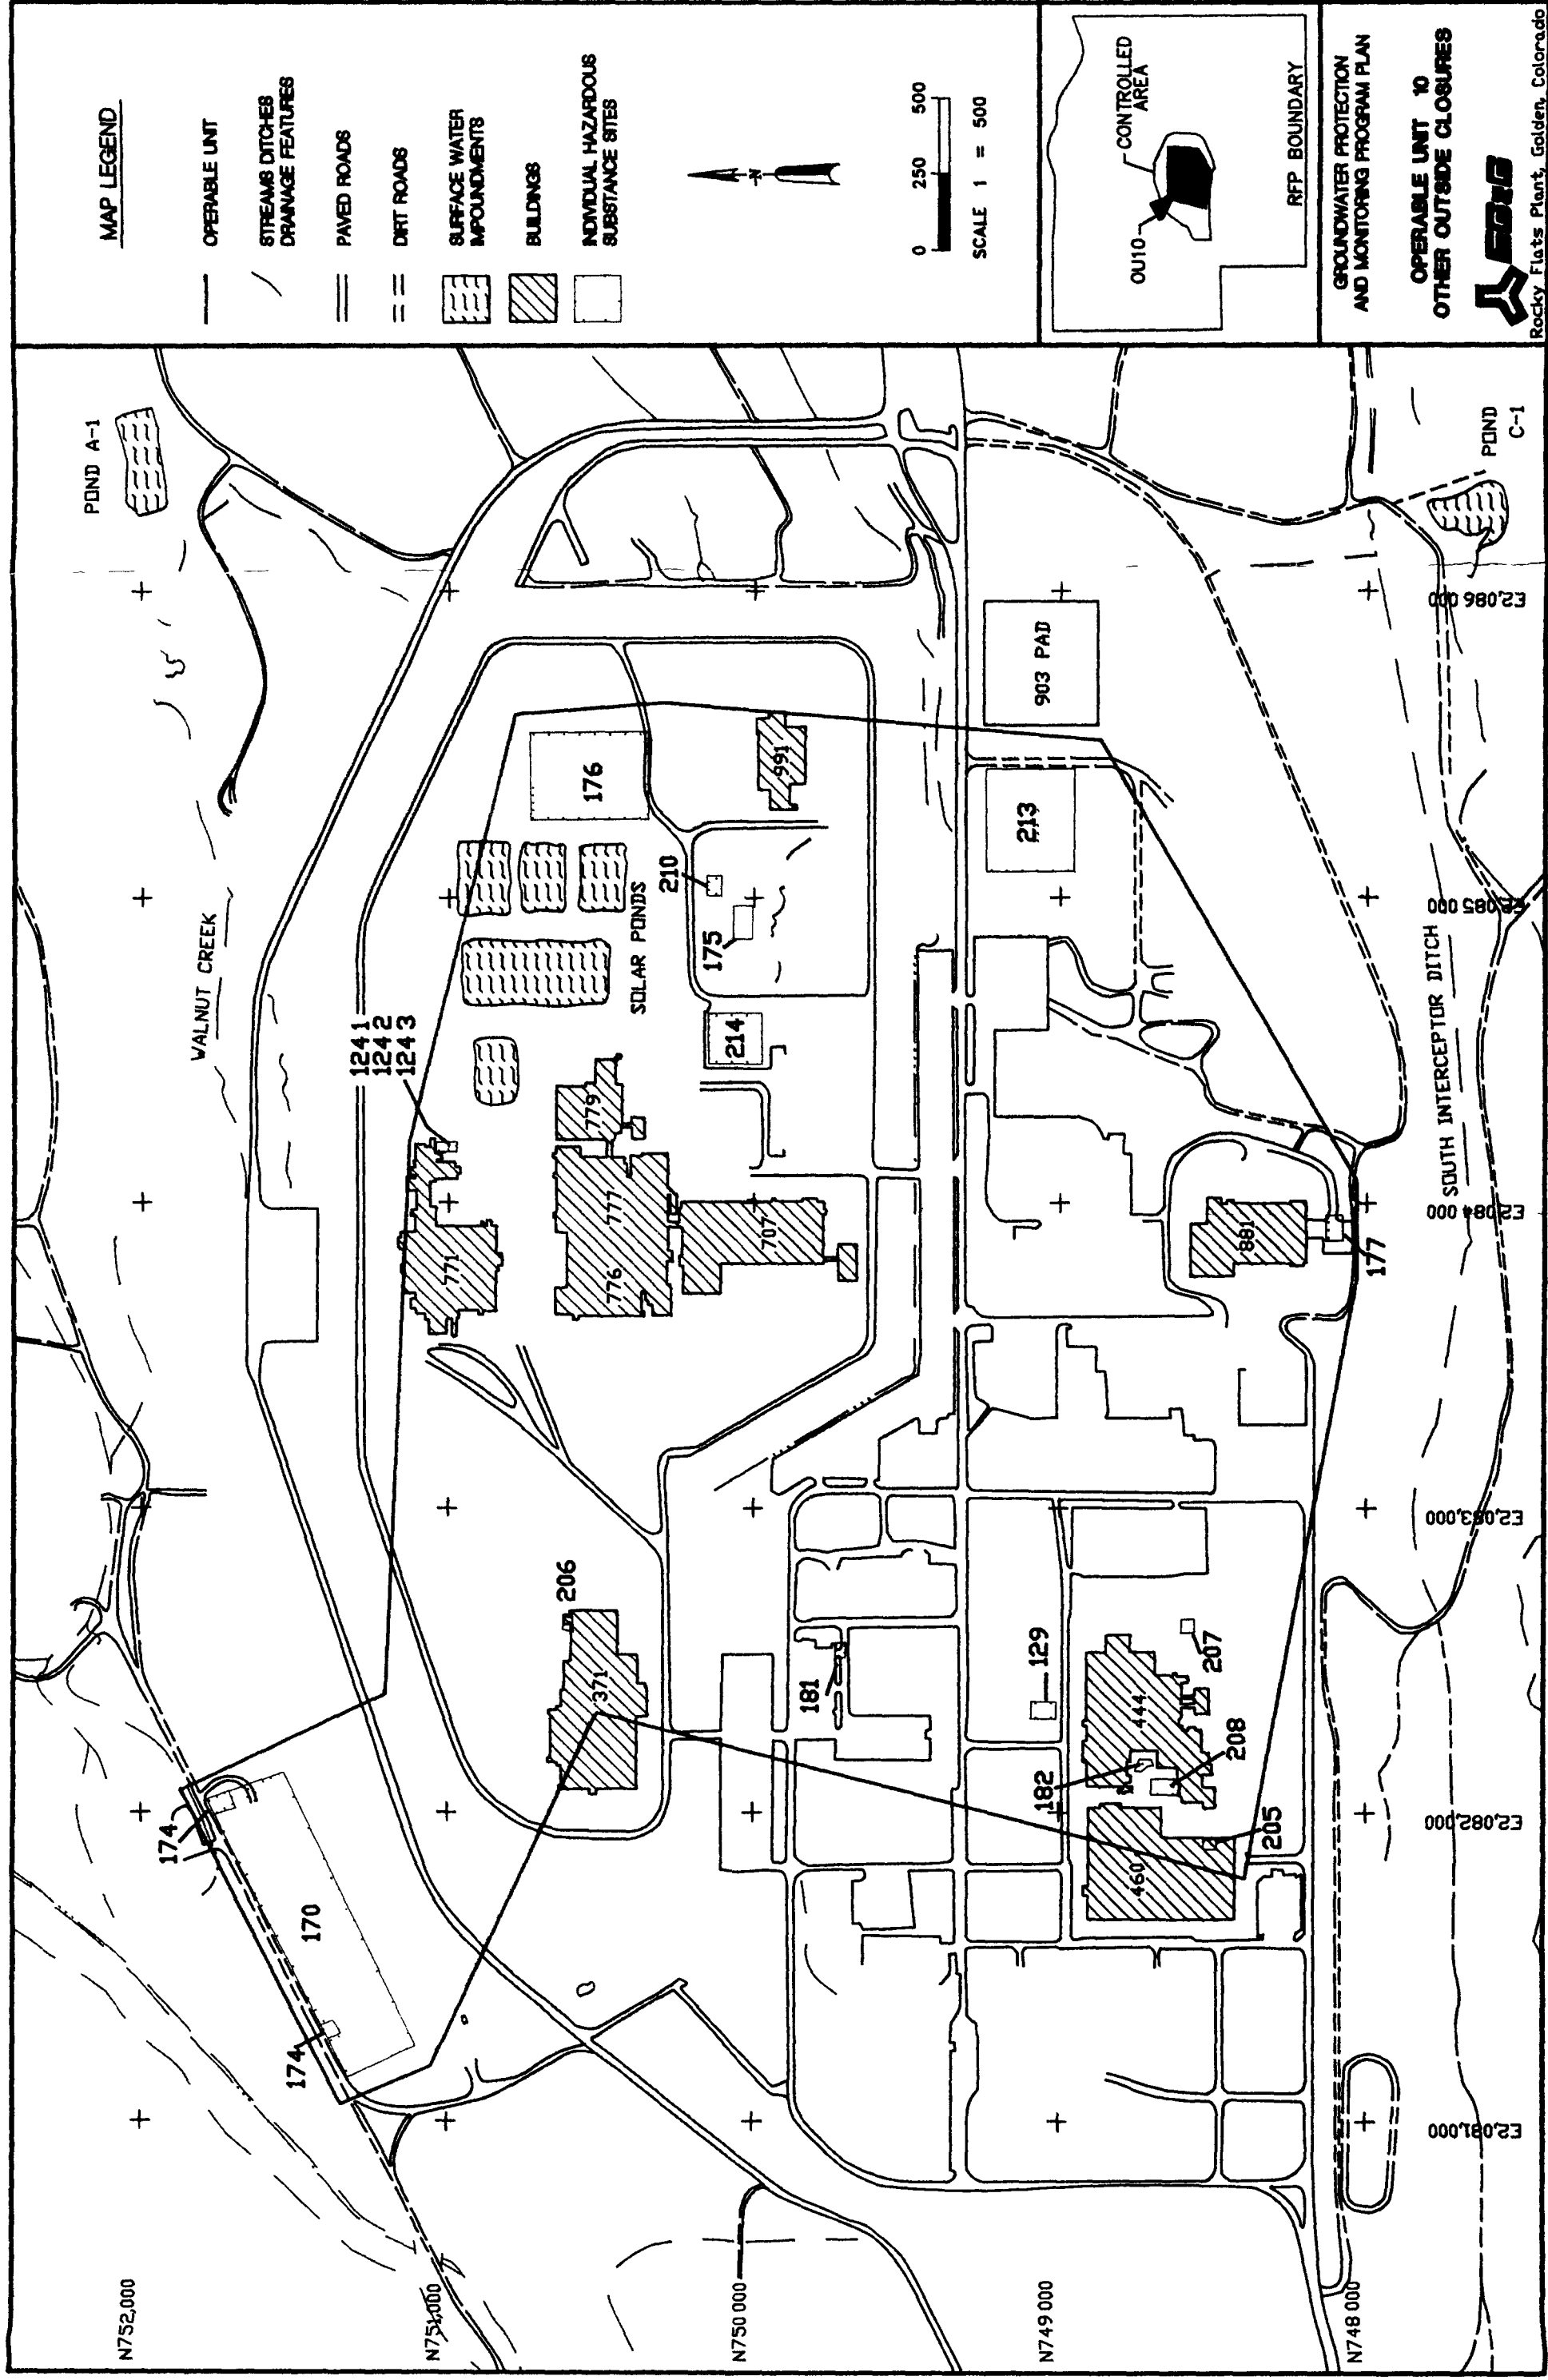 MAP LEGEND
OPERABLE UNIT
STREAMS DITCHES
DRAINAGE FEATURES
PAVED ROADS
DIRT ROADS
SURFACE WATER
IMPOUNDMENTS
BUILDINGS
INDIVIDUAL HAZARDOUS
SUBSTANCE SITES
N
0 250 500
SCALE 1 = 500
CONTROLLED
AREA
OU10
RFP BOUNDARY
GROUNDWATER PROTECTION
AND MONITORING PROGRAM PLAN
OPERABLE UNIT 10
OTHER OUTSIDE CLOSURES
EG&G
Rocky Flats Plant, Golden, Colorado
POND A-1
WALNUT CREEK
1241
1242
1243
174
170
174
176
SOLAR PONDS
210
175
214
991
779
777
776
771
707
206
371
181
129
903 PAD
213
881
177
444
207
208
182
460
205
SOUTH INTERCEPTOR DITCH
POND
C-1
N752,000
N751,000
N750 000
N749 000
N748 000
E2,081,000
E2,082,000
E2,083,000
E2,084 000
E2,085 000
E2,086 000